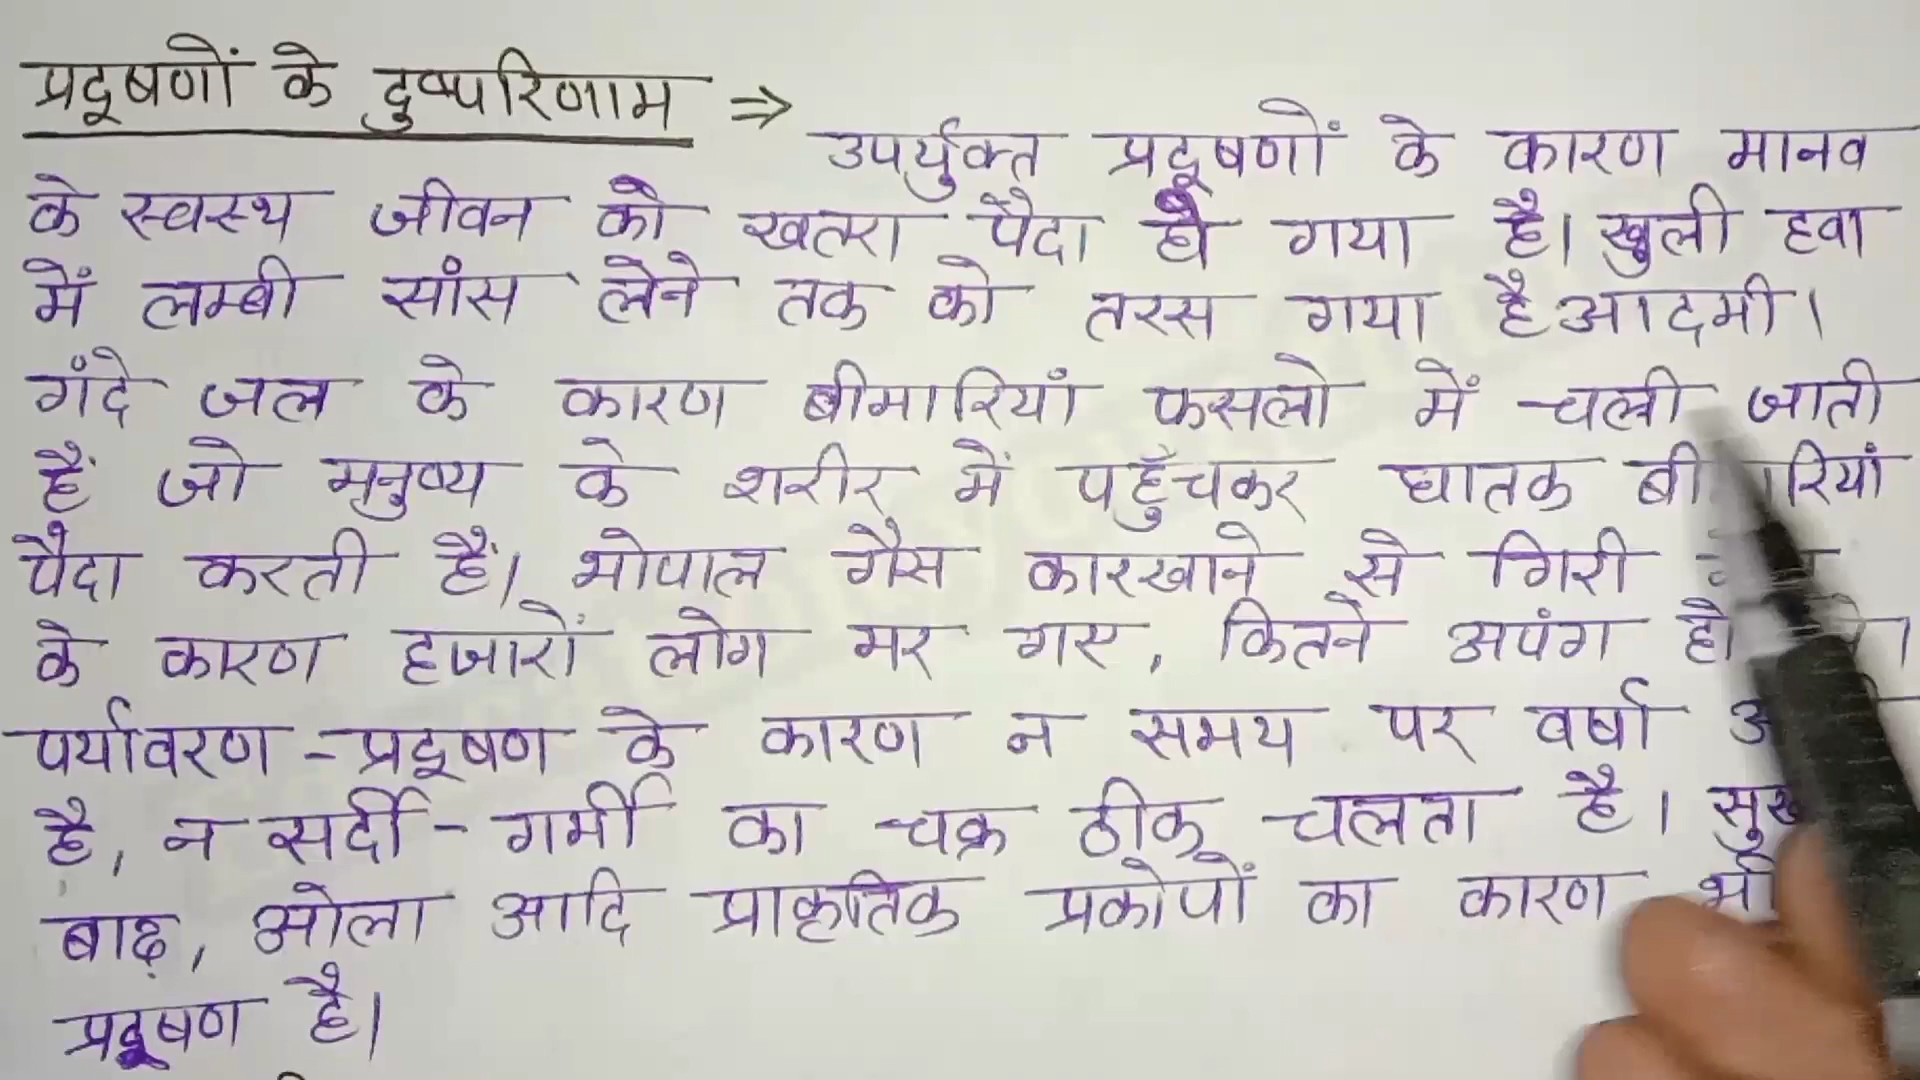 प्रदूषणों के दुष्परिणाम ⇒ उपर्युक्त प्रदूषणों के कारण मानव
के स्वस्थ जीवन को खतरा पैदा हो गया है। खुली हवा
में लम्बी सांस लेने तक को तरस गया है आदमी।
गंदे जल के कारण बीमारियां फसलो में चली जाती
हैं जो मनुष्य के शरीर में पहुँचकर घातक
पैदा करती हैं। भोपाल गैस कारखाने से गिरी
के कारण हजारों लोग मर गए, कितने अपंग हो
पर्यावरण - प्रदूषण के कारण न समय पर वर्षा
है, न सर्दी - गर्मी का चक्र ठीक चलता है।
बाढ़, ओला आदि प्राकृतिक प्रकोपों का कारण
प्रदूषण है।